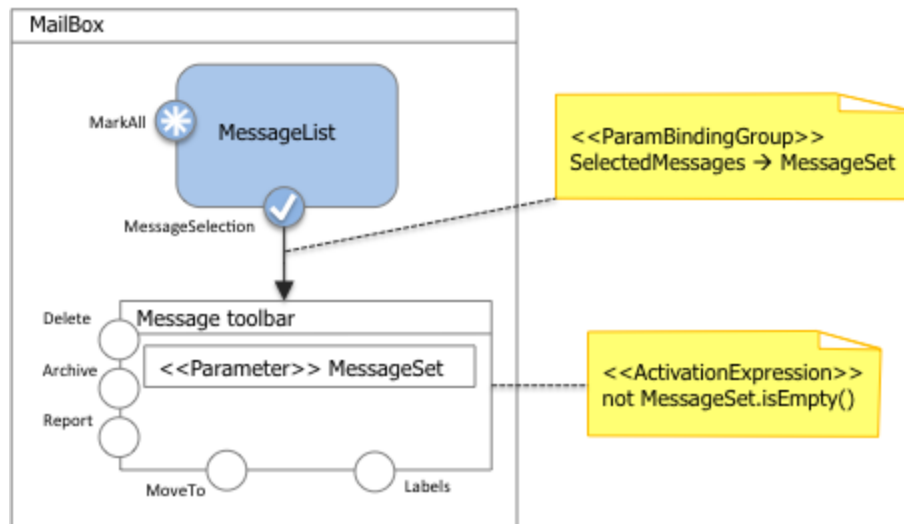 MailBox
MarkAll
MessageList
<<ParamBindingGroup>>
SelectedMessages → MessageSet
MessageSelection
Delete
Message toolbar
Archive
<<Parameter>> MessageSet
<<ActivationExpression>>
not MessageSet.isEmpty()
Report
MoveTo
Labels